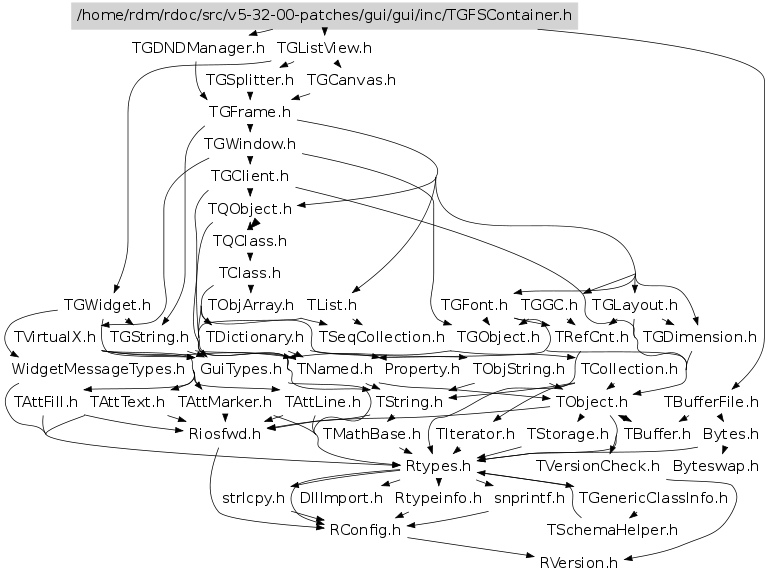 /home/rdm/rdoc/src/v5-32-00-patches/gui/gui/inc/TGFSContainer.h
TGDNDManager.h TGListView.h
TGSplitter.h TGCanvas.h
TGFrame.h
TGWindow.h
TGClient.h
TQObject.h
TQClass.h
TClass.h
TGWidget.h TObjArray.h TList.h TGFont.h TGGC.h TGLayout.h
TVirtualX.h TGString.h TDictionary.h TSeqCollection.h TGObject.h TRefCnt.h TGDimension.h
WidgetMessageTypes.h GuiTypes.h TNamed.h Property.h TObjString.h TCollection.h
TAttFill.h TAttText.h TAttMarker.h TAttLine.h TString.h TObject.h TBufferFile.h
Riosfwd.h TMathBase.h TIterator.h TStorage.h TBuffer.h Bytes.h
Rtypes.h TVersionCheck.h Byteswap.h
strlcpy.h DllImport.h Rtypeinfo.h snprintf.h TGenericClassInfo.h
RConfig.h TSchemaHelper.h
RVersion.h